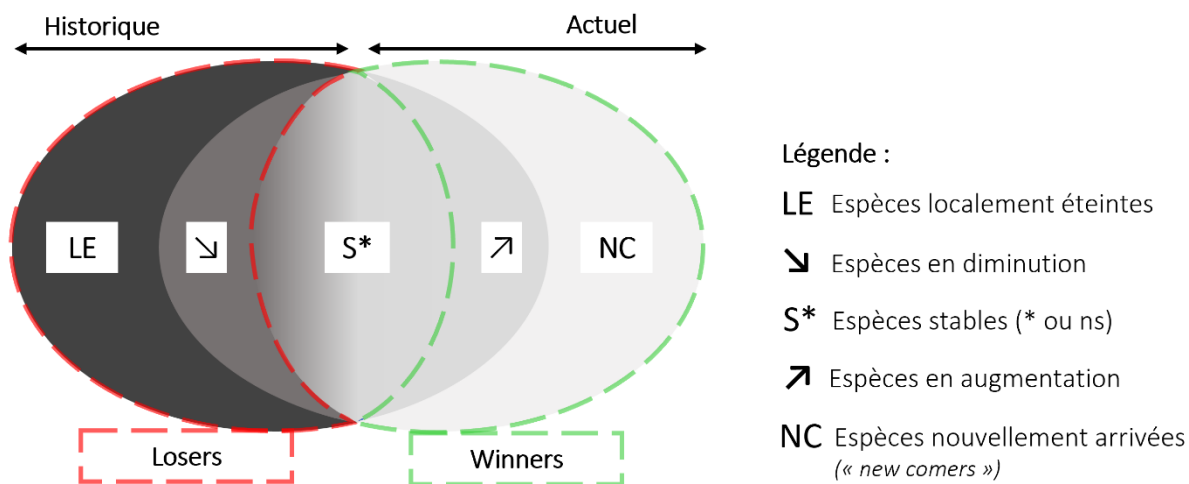 Historique
Actuel
LE
↘
S*
↗
NC
Losers
Winners
Légende :
LE Espèces localement éteintes
↘ Espèces en diminution
S* Espèces stables (* ou ns)
↗ Espèces en augmentation
NC Espèces nouvellement arrivées
(« new comers »)